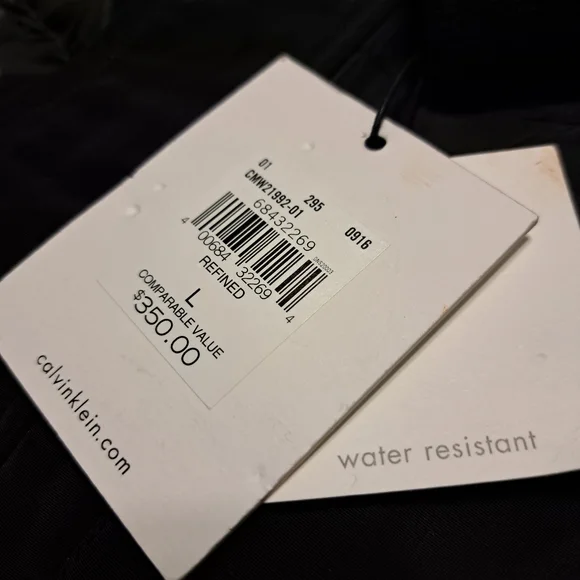 01
CMW21992-01 295 0916
68432269
4 00684 32269 4
REFINED
L
COMPARABLE VALUE
$350.00
calvinklein.com
water resistant